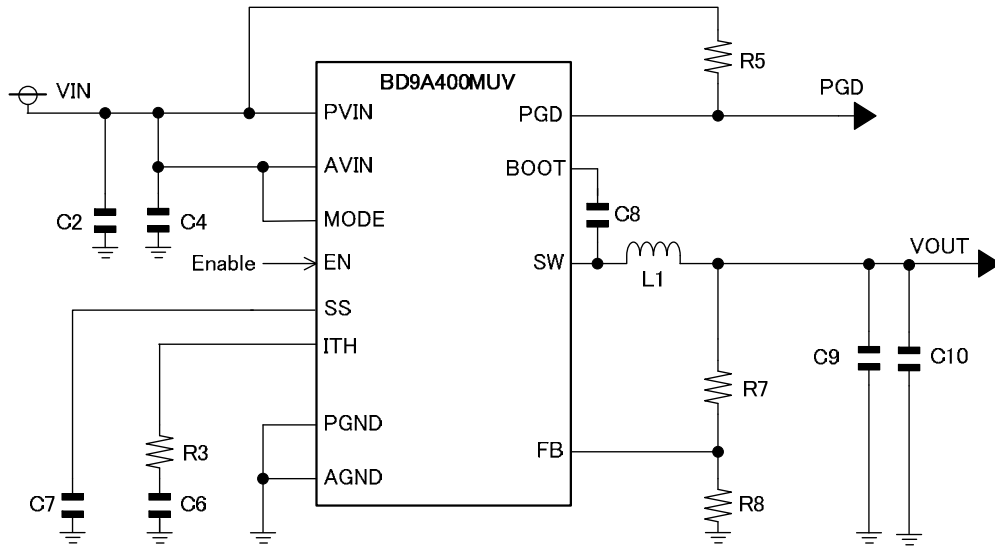 BD9A400MUV
VIN
R5
PGD
PVIN
PGD
AVIN
BOOT
C2
C4
MODE
C8
Enable
EN
SW
L1
VOUT
SS
ITH
C9
C10
R7
PGND
R3
FB
AGND
C7
C6
R8